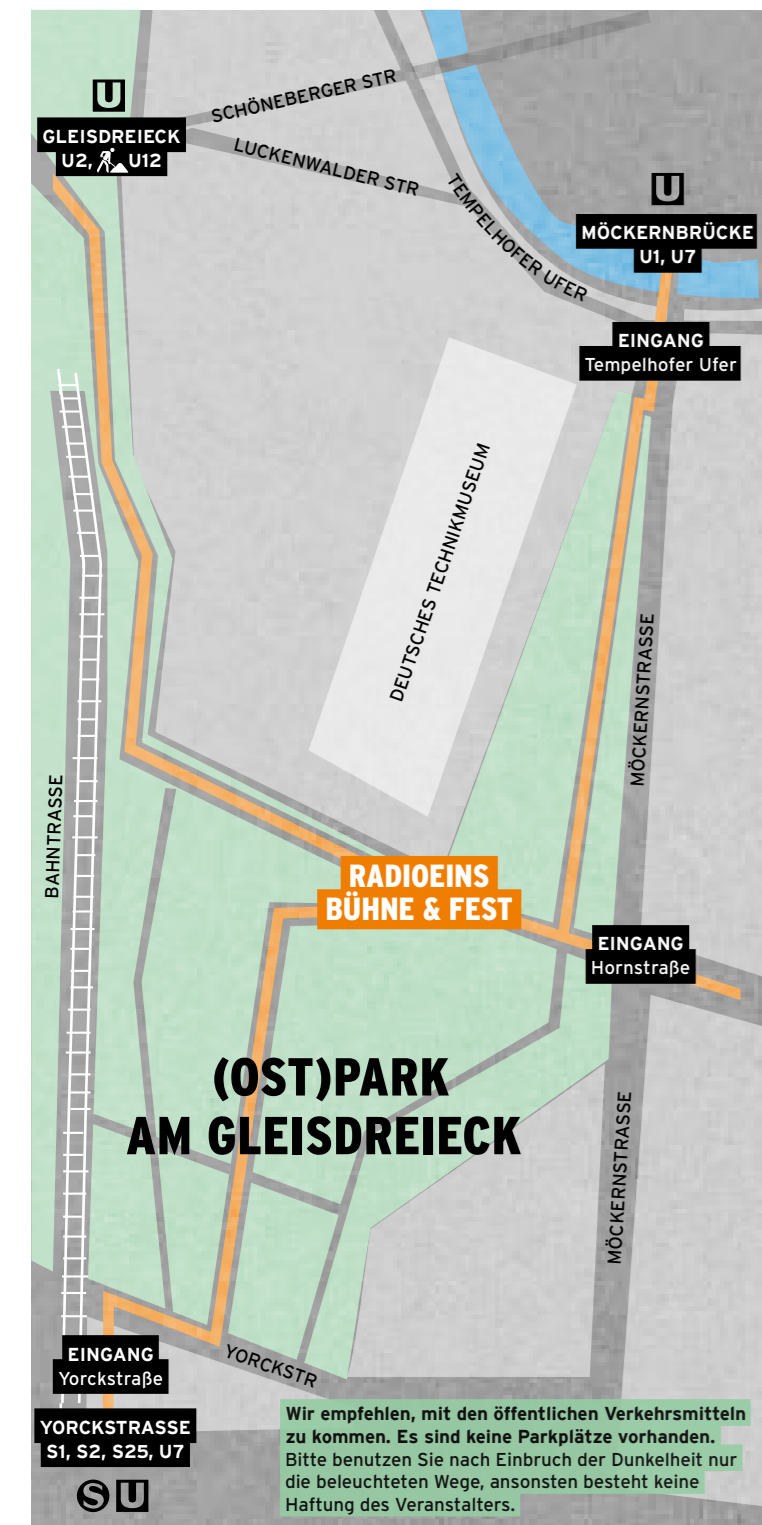 U
GLEISDREIECK
U2, U12
SCHÖNEBERGER STR
LUCKENWALDER STR
TEMPELHOFER UFER
U
MÖCKERNBRÜCKE
U1, U7
EINGANG
Tempelhofer Ufer
DEUTSCHES TECHNIKMUSEUM
MÖCKERNSTRASSE
BAHNTRASSE
RADIOEINS
BÜHNE & FEST
EINGANG
Hornstraße
(OST)PARK
AM GLEISDREIECK
MÖCKERNSTRASSE
EINGANG
Yorckstraße
YORCKSTR
YORCKSTRASSE
S1, S2, S25, U7
S U
Wir empfehlen, mit den öffentlichen Verkehrsmitteln
zu kommen. Es sind keine Parkplätze vorhanden.
Bitte benutzen Sie nach Einbruch der Dunkelheit nur
die beleuchteten Wege, ansonsten besteht keine
Haftung des Veranstalters.